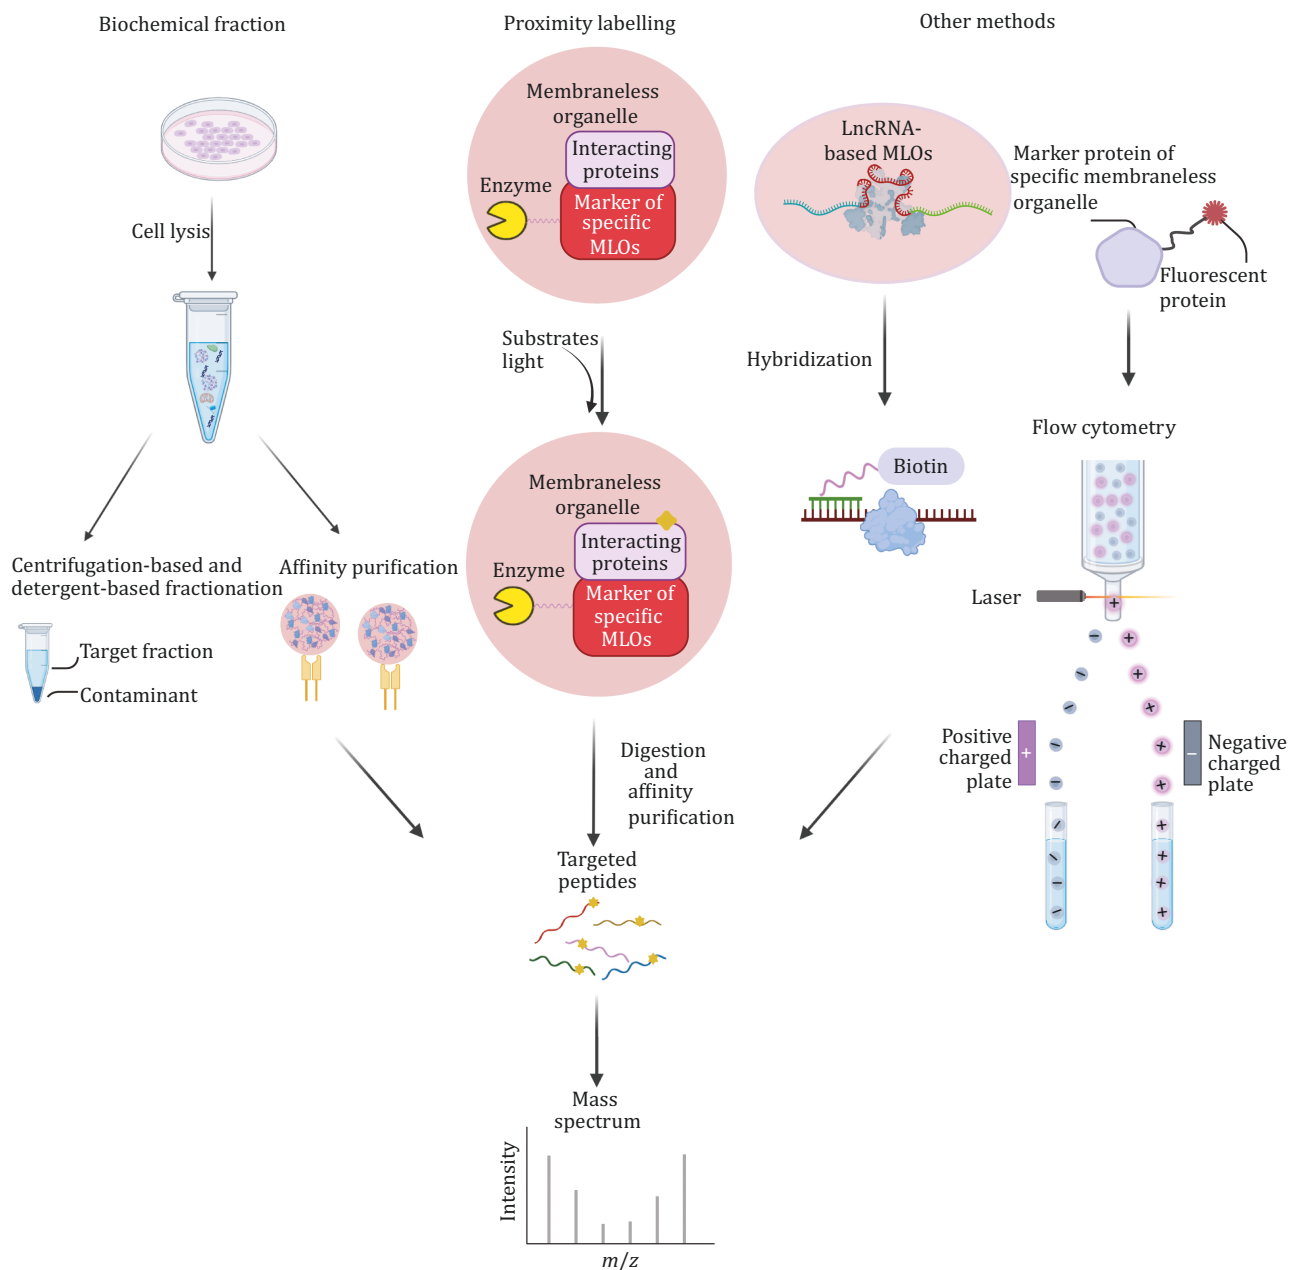 Biochemical fraction
Cell lysis
Centrifugation-based and
detergent-based fractionation
Target fraction
Contaminant
Affinity purification
Proximity labelling
Membraneless
organelle
Interacting
proteins
Enzyme
Marker of
specific
MLOs
Substrates
light
Membraneless
organelle
Interacting
proteins
Enzyme
Marker of
specific
MLOs
Digestion
and
affinity
purification
Targeted
peptides
Mass
spectrum
Intensity
m/z
Other methods
LncRNA-
based MLOs
Hybridization
Biotin
Marker protein of
specific membraneless
organelle
Fluorescent
protein
Flow cytometry
Laser
+
−
+
−
+
−
+
Positive
charged
plate
+
−
+
−
Negative
charged
plate
−
+
−
+
−
+
−
+
−
+